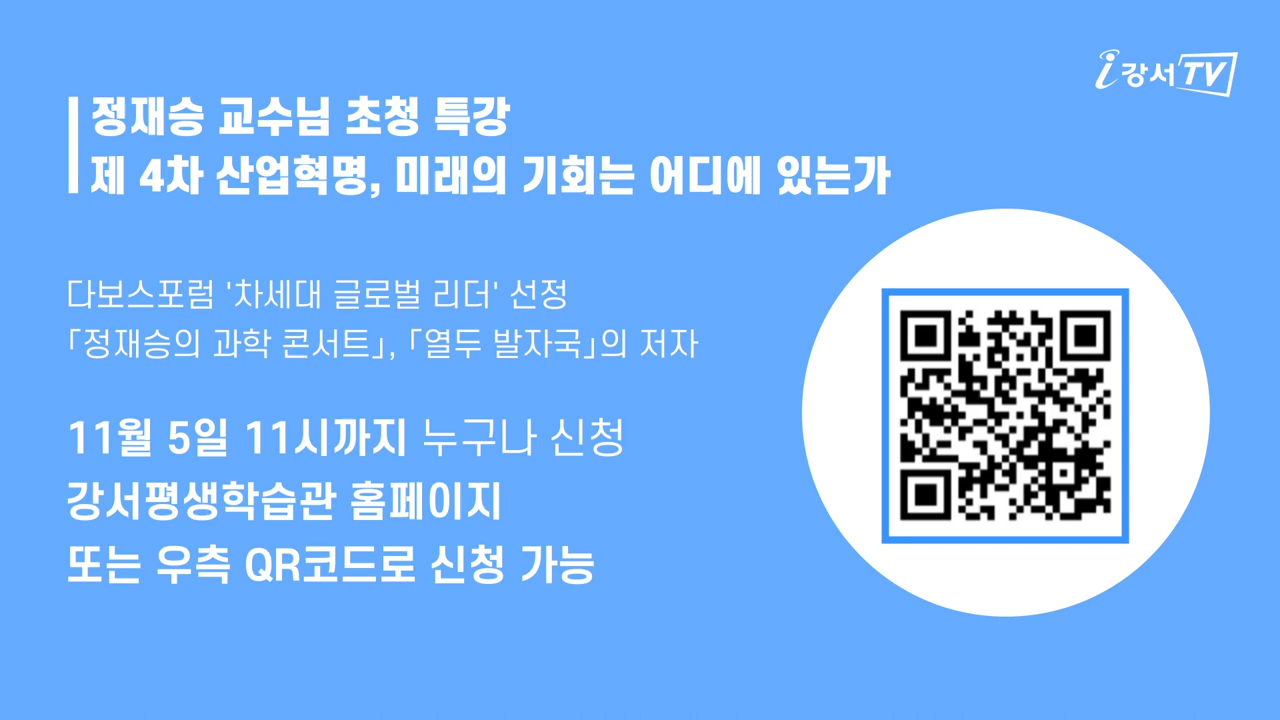 i강서TV
정재승 교수님 초청 특강
제 4차 산업혁명, 미래의 기회는 어디에 있는가
다보스포럼 '차세대 글로벌 리더' 선정
「정재승의 과학 콘서트」, 「열두 발자국」의 저자
11월 5일 11시까지 누구나 신청
강서평생학습관 홈페이지
또는 우측 QR코드로 신청 가능